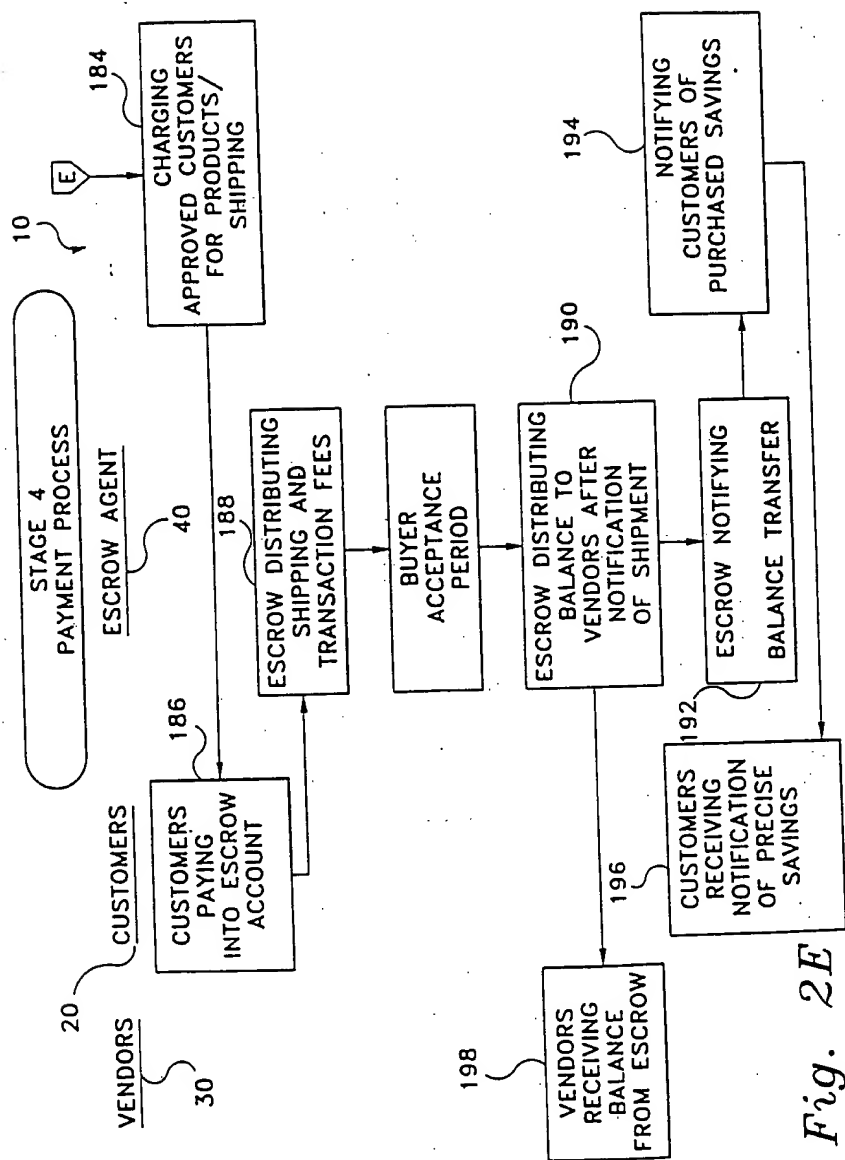 STAGE 4
PAYMENT PROCESS
10
E
VENDORS
30
20
CUSTOMERS
ESCROW AGENT
40
184
CHARGING
APPROVED CUSTOMERS
FOR PRODUCTS/
SHIPPING
186
CUSTOMERS
PAYING
INTO ESCROW
ACCOUNT
188
ESCROW DISTRIBUTING
SHIPPING AND
TRANSACTION FEES
BUYER
ACCEPTANCE
PERIOD
190
ESCROW DISTRIBUTING
BALANCE TO
VENDORS AFTER
NOTIFICATION
OF SHIPMENT
192
ESCROW NOTIFYING
BALANCE TRANSFER
194
NOTIFYING
CUSTOMERS OF
PURCHASED SAVINGS
196
CUSTOMERS
RECEIVING
NOTIFICATION
OF PRECISE
SAVINGS
198
VENDORS
RECEIVING
BALANCE
FROM ESCROW
Fig. 2E